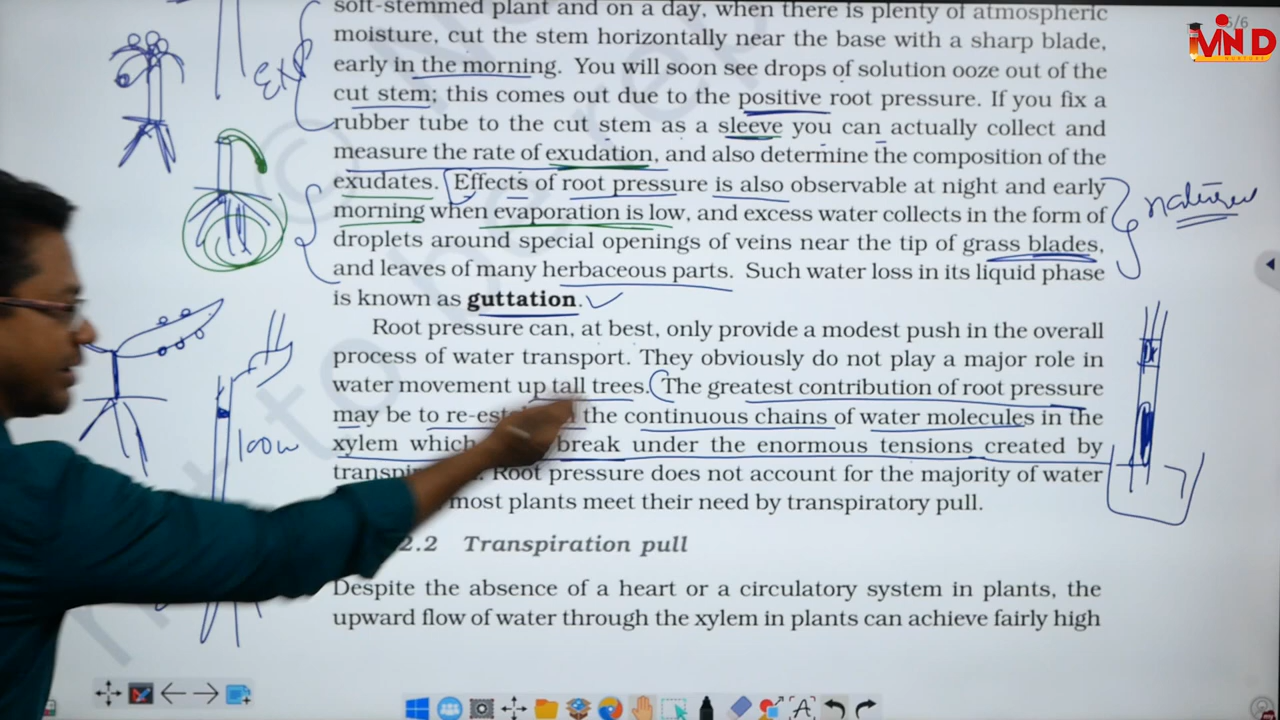 soft-stemmed plant and on a day, when there is plenty of atmospheric
moisture, cut the stem horizontally near the base with a sharp blade,
early in the morning. You will soon see drops of solution ooze out of the
cut stem; this comes out due to the positive root pressure. If you fix a
rubber tube to the cut stem as a sleeve you can actually collect and
measure the rate of exudation, and also determine the composition of the
exudates. Effects of root pressure is also observable at night and early
morning when evaporation is low, and excess water collects in the form of
droplets around special openings of veins near the tip of grass blades,
and leaves of many herbaceous parts. Such water loss in its liquid phase
is known as guttation.
Root pressure can, at best, only provide a modest push in the overall
process of water transport. They obviously do not play a major role in
water movement up tall trees. The greatest contribution of root pressure
may be to the continuous chains of water molecules in the
xylem which break under the enormous tensions created by
Root pressure does not account for the majority of water
most plants meet their need by transpiratory pull.
2.2 Transpiration pull
Despite the absence of a heart or a circulatory system in plants, the
upward flow of water through the xylem in plants can achieve fairly high
Exp
100w
/6
MIND
NURTURE